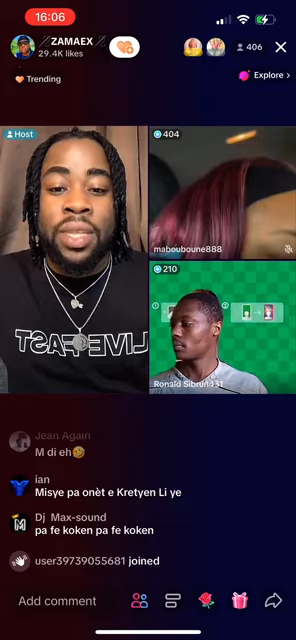 16:06
ZAMAEX
29.4K likes
406
Trending
Explore >
Host
404
LIVE FAST
mabouboune888
210
Ronald Sibrun431
Jean Again
M di eh🤣
ian
Misye pa onèt e Kretyen Li ye
Dj Max-sound
pa fe koken pa fe koken
user39739055681 joined
Add comment